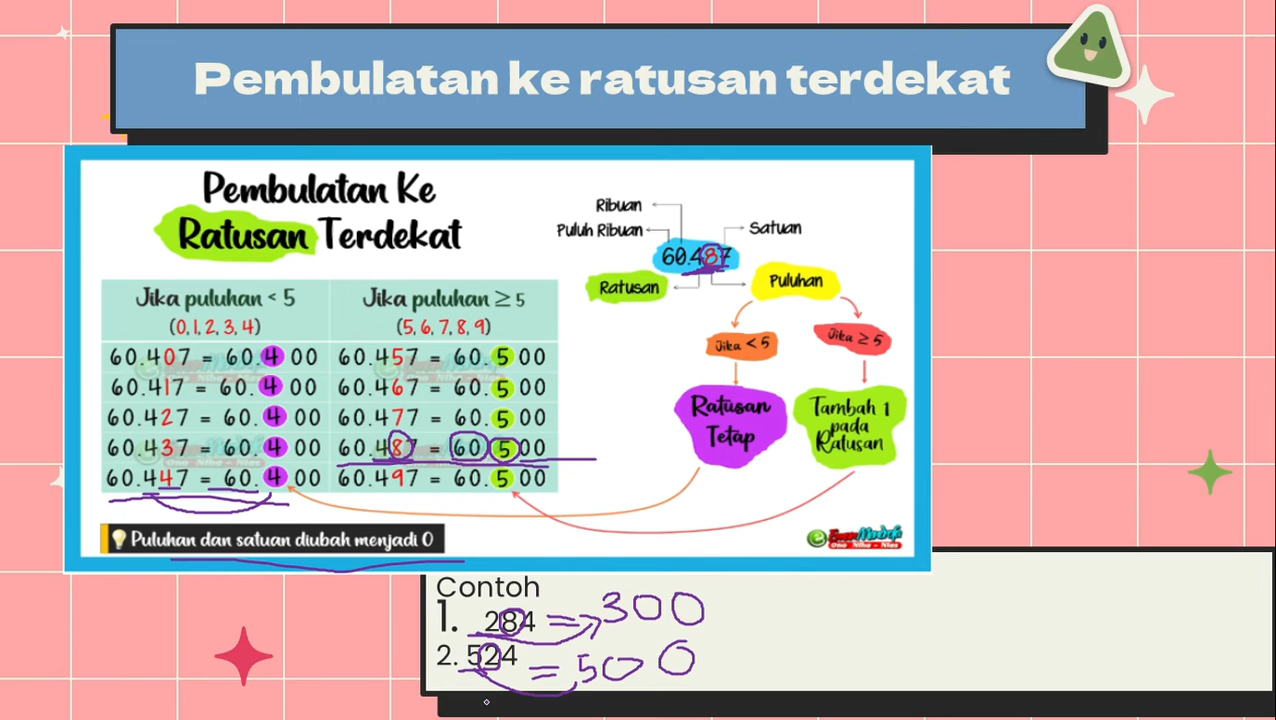 Pembulatan ke ratusan terdekat
Pembulatan Ke
Ratusan Terdekat
Jika puluhan < 5
(0, 1, 2, 3, 4)
60.407 = 60.400
60.417 = 60.400
60.427 = 60.400
60.437 = 60.400
60.447 = 60.400
Jika puluhan ≥ 5
(5, 6, 7, 8, 9)
60.457 = 60.500
60.467 = 60.500
60.477 = 60.500
60.487 = 60.500
60.497 = 60.500
Puluhan dan satuan diubah menjadi 0
Ribuan
Puluh Ribuan
Satuan
60.487
Ratusan
Puluhan
Jika < 5
Jika ≥ 5
Ratusan
Tetap
Tambah 1
pada
Ratusan
Ono Niha - Nias
Contoh
1. 284 = 300
2. 524 = 500